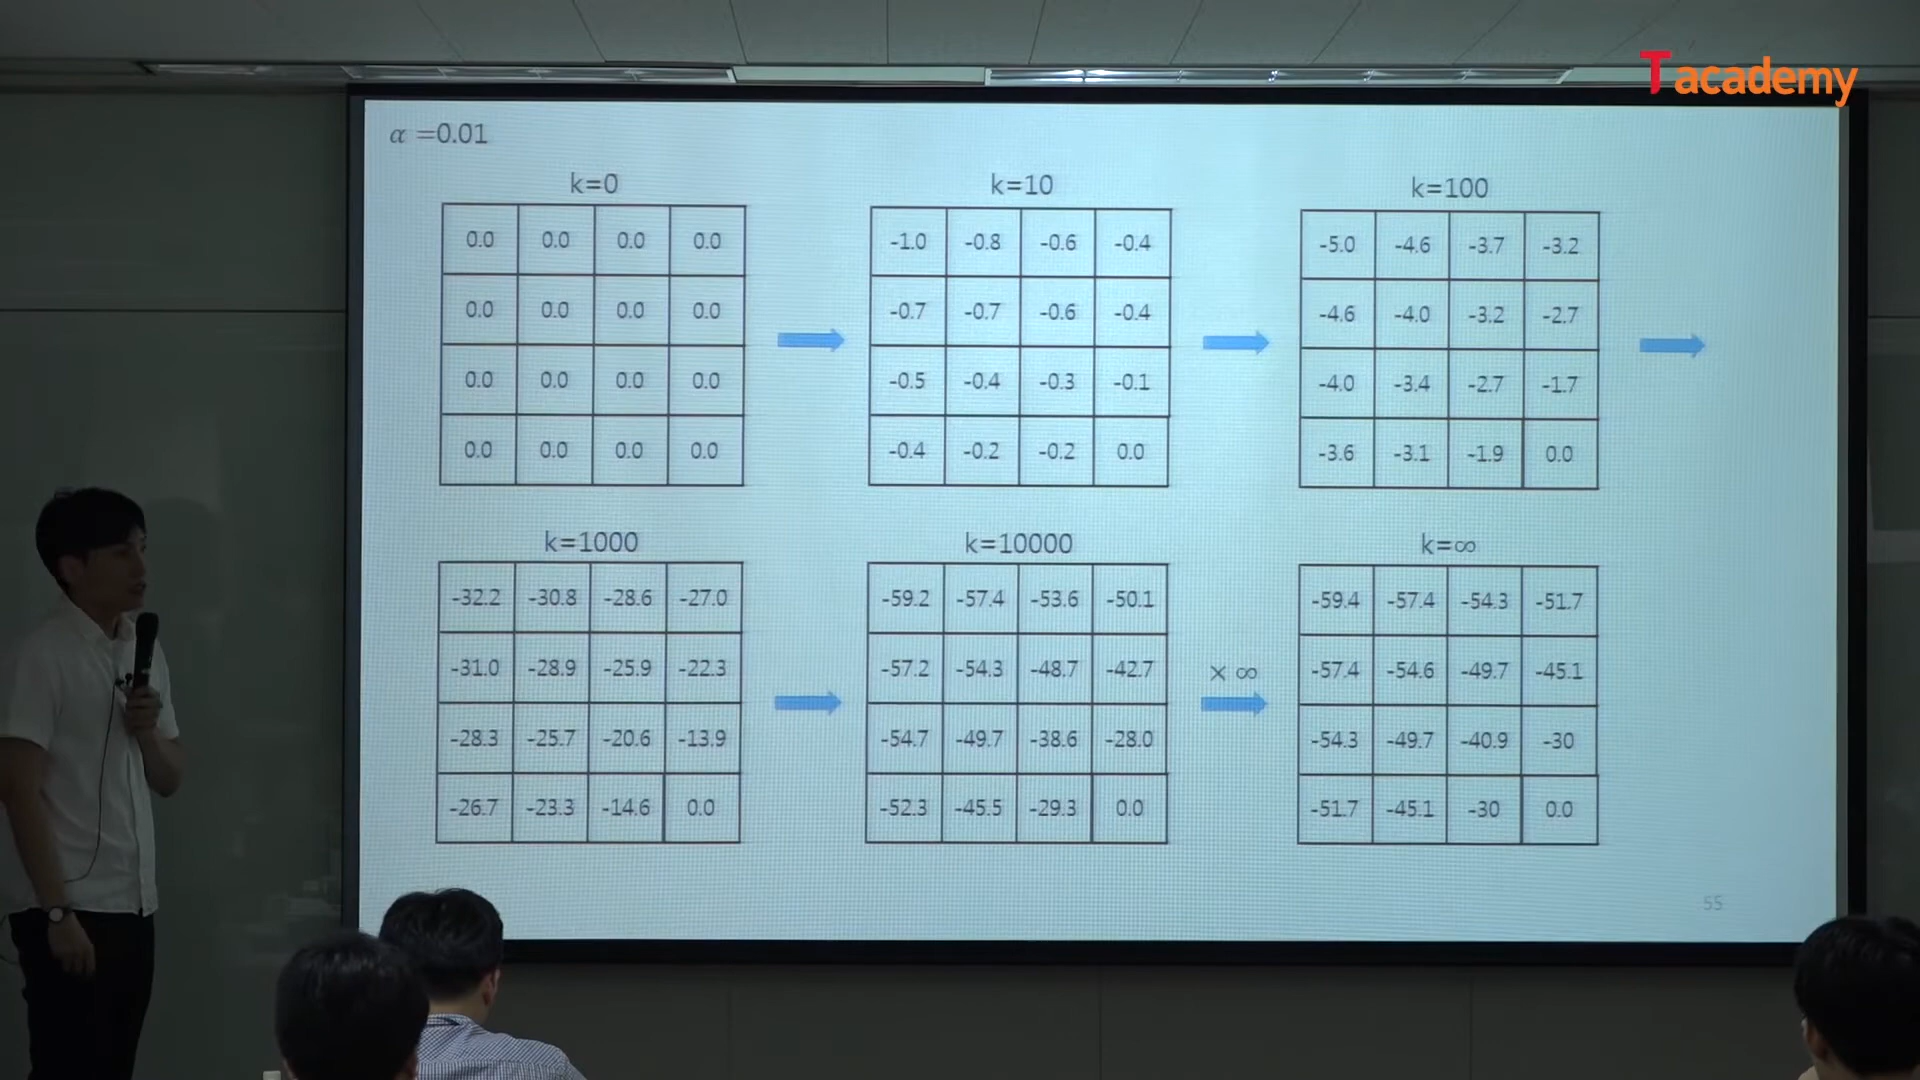 T academy
α =0.01
k=0
0.0 0.0 0.0 0.0
0.0 0.0 0.0 0.0
0.0 0.0 0.0 0.0
0.0 0.0 0.0 0.0
k=10
-1.0 -0.8 -0.6 -0.4
-0.7 -0.7 -0.6 -0.4
-0.5 -0.4 -0.3 -0.1
-0.4 -0.2 -0.2 0.0
k=100
-5.0 -4.6 -3.7 -3.2
-4.6 -4.0 -3.2 -2.7
-4.0 -3.4 -2.7 -1.7
-3.6 -3.1 -1.9 0.0
k=1000
-32.2 -30.8 -28.6 -27.0
-31.0 -28.9 -25.9 -22.3
-28.3 -25.7 -20.6 -13.9
-26.7 -23.3 -14.6 0.0
k=10000
-59.2 -57.4 -53.6 -50.1
-57.2 -54.3 -48.7 -42.7
-54.7 -49.7 -38.6 -28.0
-52.3 -45.5 -29.3 0.0
× ∞
k=∞
-59.4 -57.4 -54.3 -51.7
-57.4 -54.6 -49.7 -45.1
-54.3 -49.7 -40.9 -30
-51.7 -45.1 -30 0.0
55